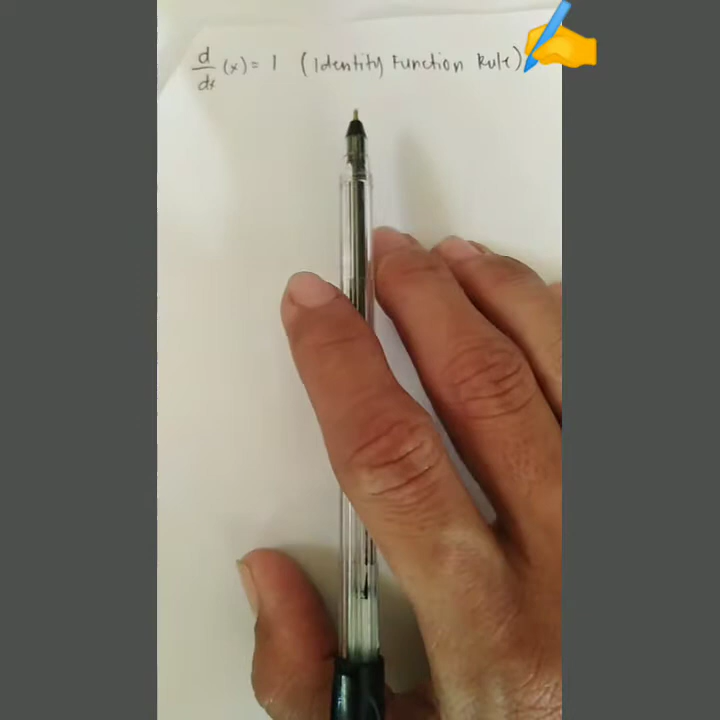 d/dx (x) = 1 (Identity Function Rule)